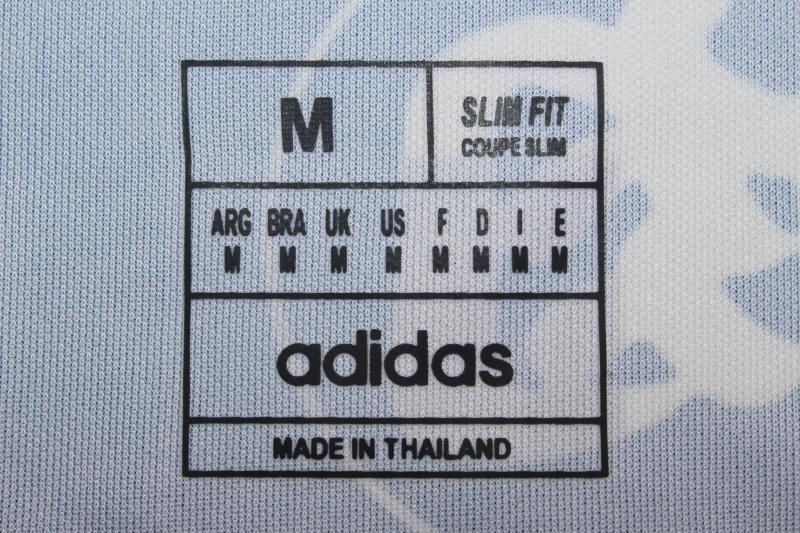 M
SLIM FIT
COUPE SLIM
ARG BRA UK US F D I E
M M M M M M M M
adidas
MADE IN THAILAND